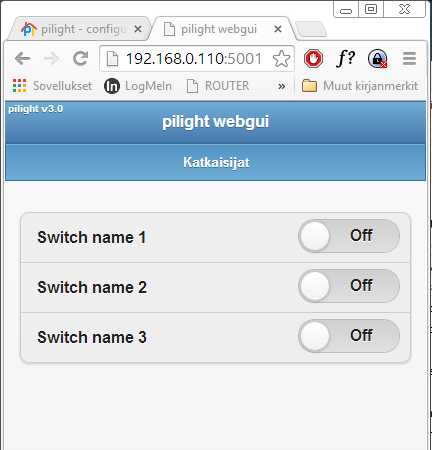 pilight - configu
pilight webgui
192.168.0.110:5001
f?
Sovellukset
in LogMeIn
ROUTER
»
Muut kirjanmerkit
pilight v3.0
pilight webgui
Katkaisijat
Switch name 1
Off
Switch name 2
Off
Switch name 3
Off